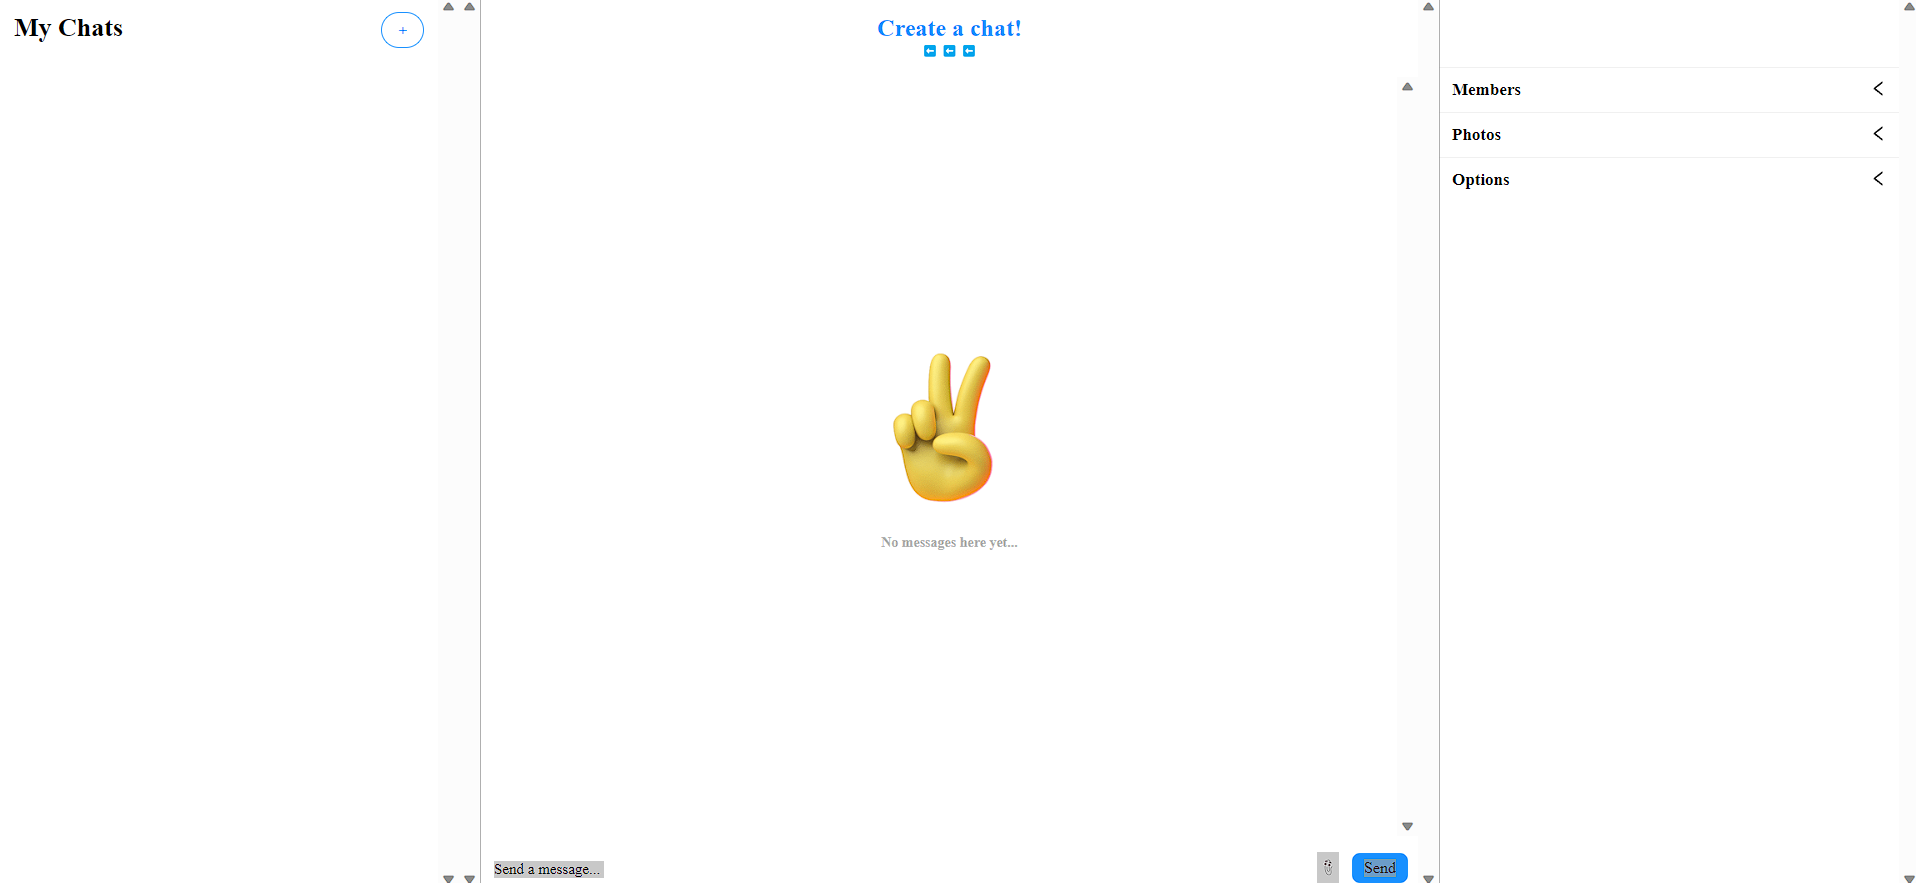 My Chats
+
Create a chat!
⬅️ ⬅️ ⬅️
No messages here yet...
Send a message...
Send
Members
Photos
Options